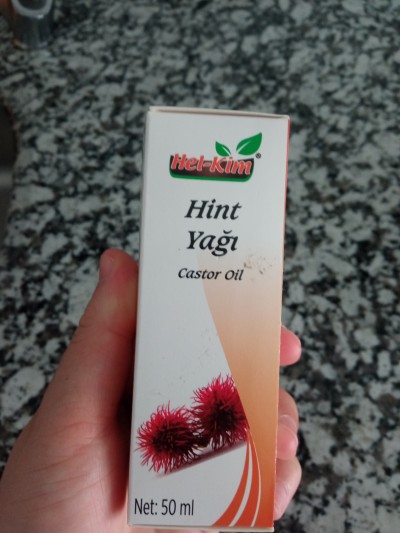 Hel-Kim®
Hint
Yağı
Castor Oil
Net: 50 ml